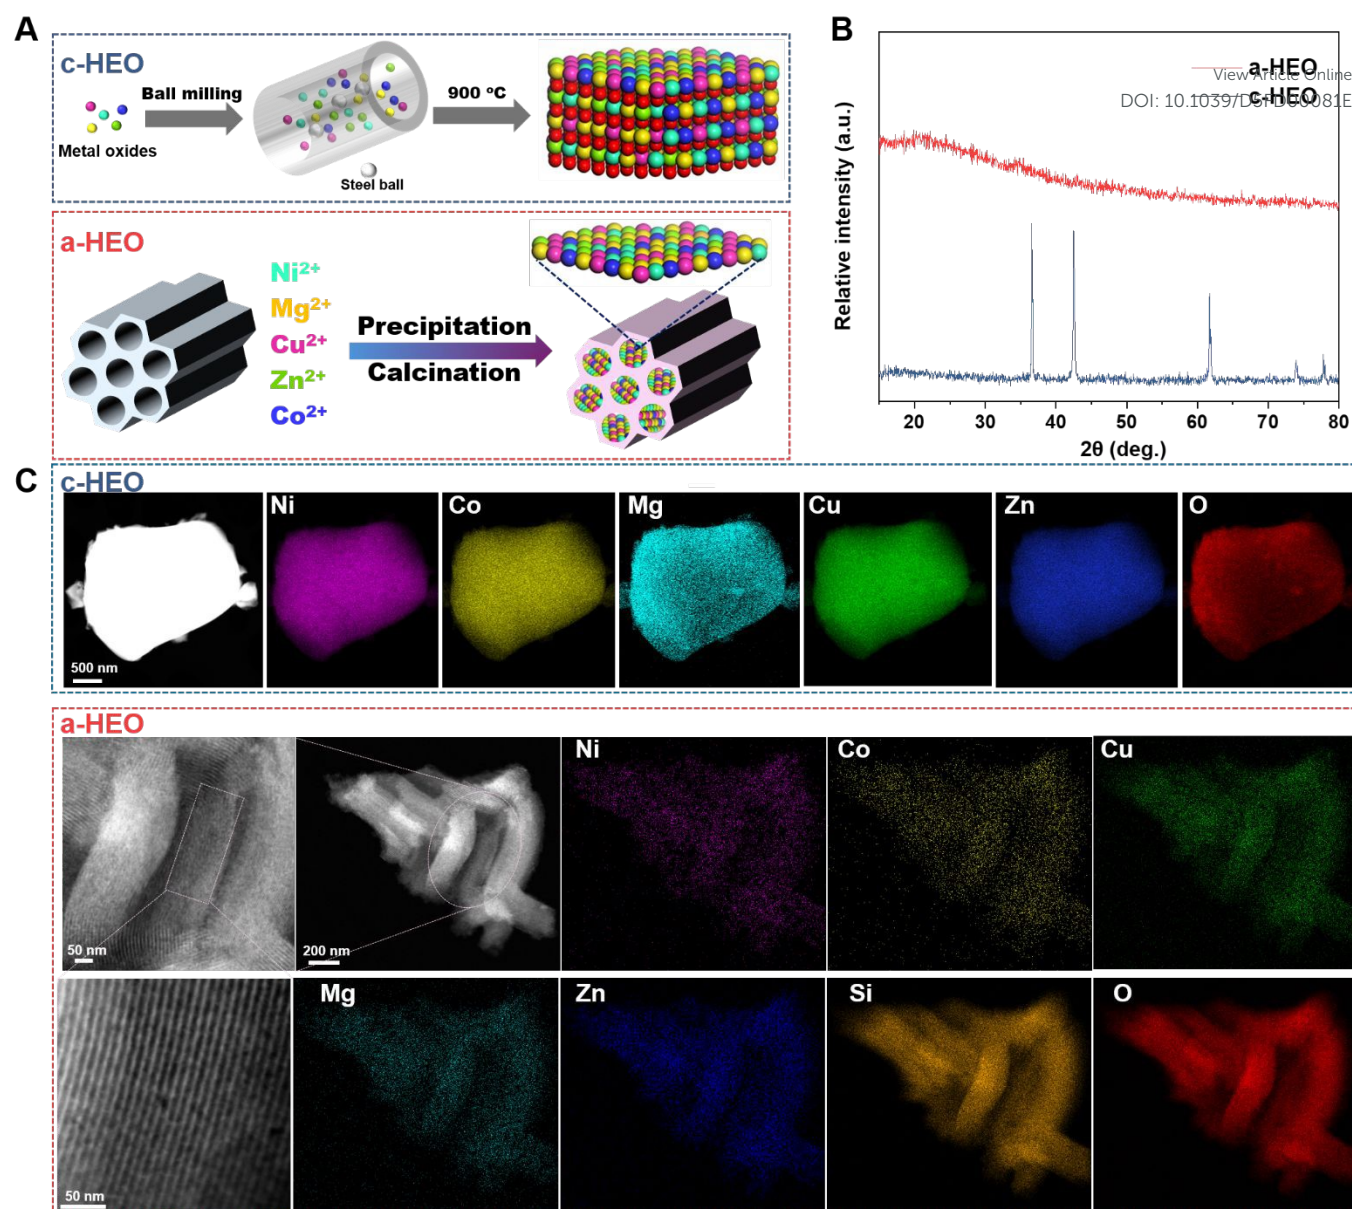 A
c-HEO
Ball milling
900 °C
Metal oxides
Steel ball
a-HEO
Ni2+
Mg2+
Cu2+
Zn2+
Co2+
Precipitation
Calcination
B
a-HEO
View Article Online
c-HEO
Relative intensity (a.u.)
20
30
40
50
60
70
80
2θ (deg.)
C
c-HEO
Ni
Co
Mg
Cu
Zn
O
500 nm
a-HEO
Ni
Co
Cu
50 nm
200 nm
Mg
Zn
Si
O
50 nm